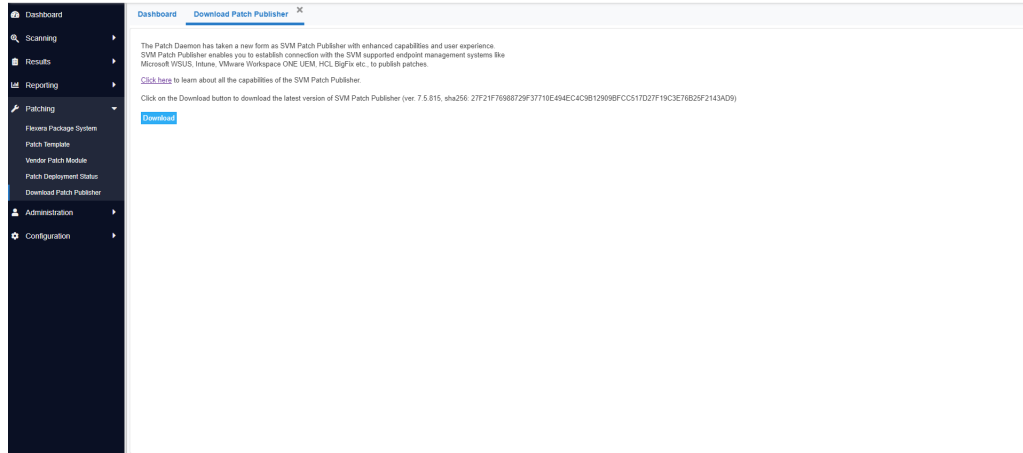 Dashboard
Scanning
Results
Reporting
Patching
Flexera Package System
Patch Template
Vendor Patch Module
Patch Deployment Status
Download Patch Publisher
Administration
Configuration
Dashboard
Download Patch Publisher
The Patch Daemon has taken a new form as SVM Patch Publisher with enhanced capabilities and user experience.
SVM Patch Publisher enables you to establish connection with the SVM supported endpoint management systems like
Microsoft WSUS, Intune, VMware Workspace ONE UEM, HCL BigFix etc., to publish patches.
Click here to learn about all the capabilities of the SVM Patch Publisher.
Click on the Download button to download the latest version of SVM Patch Publisher (ver. 7.5.815, sha256: 27F21F76988729F37710E494EC4C9B12909BFCC517D27F19C3E76B25F2143AD9)
Download